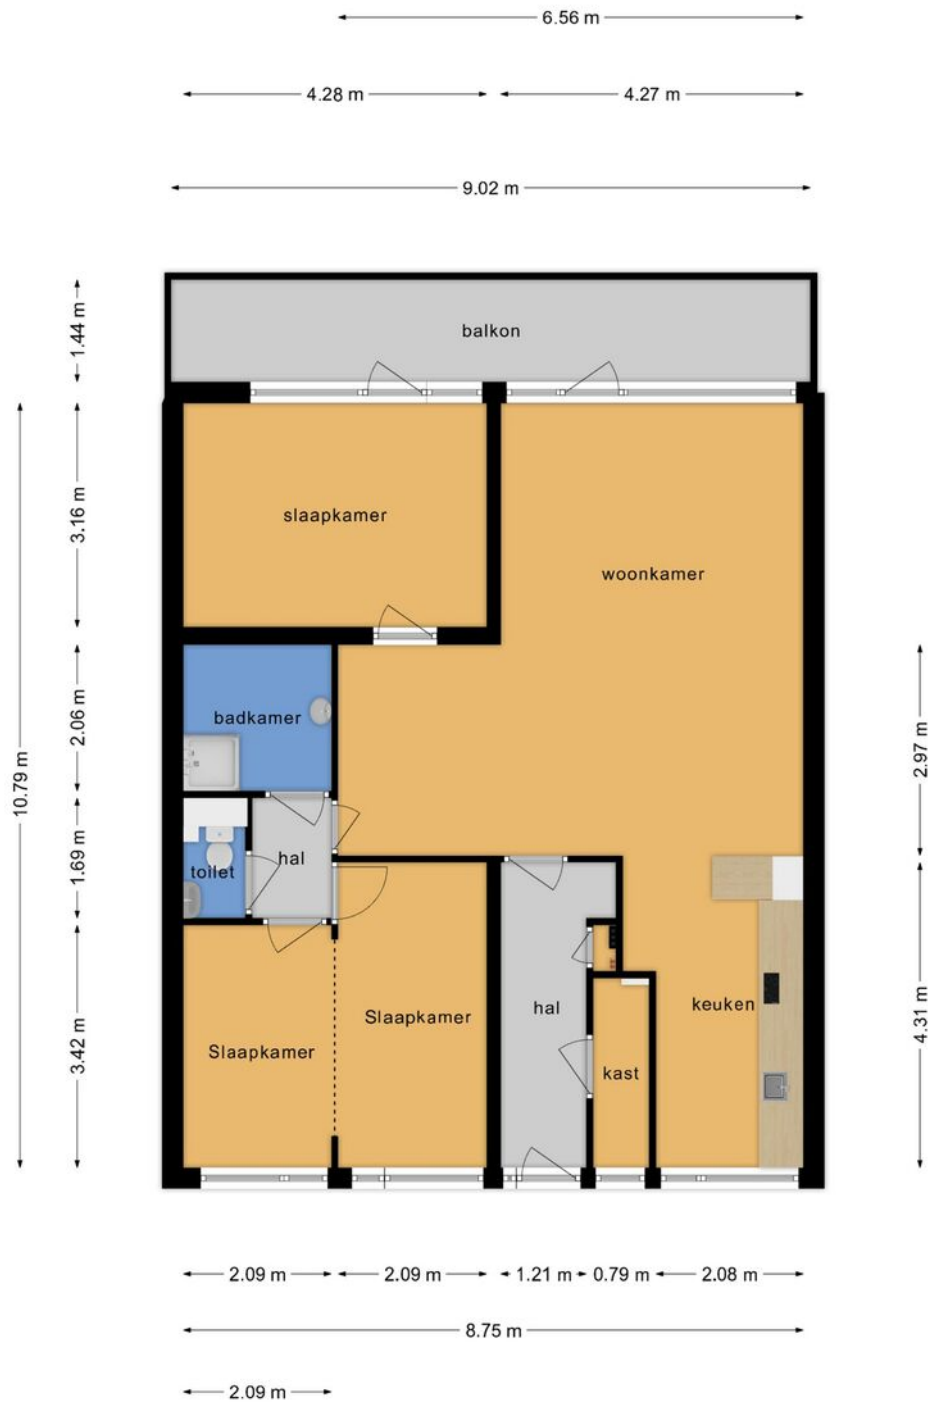 6.56 m
4.28 m
4.27 m
9.02 m
1.44 m
balkon
3.16 m
slaapkamer
woonkamer
10.79 m
2.06 m
badkamer
2.97 m
1.69 m
toilet
hal
3.42 m
Slaapkamer
Slaapkamer
hal
kast
keuken
4.31 m
2.09 m
2.09 m
1.21 m
0.79 m
2.08 m
8.75 m
2.09 m